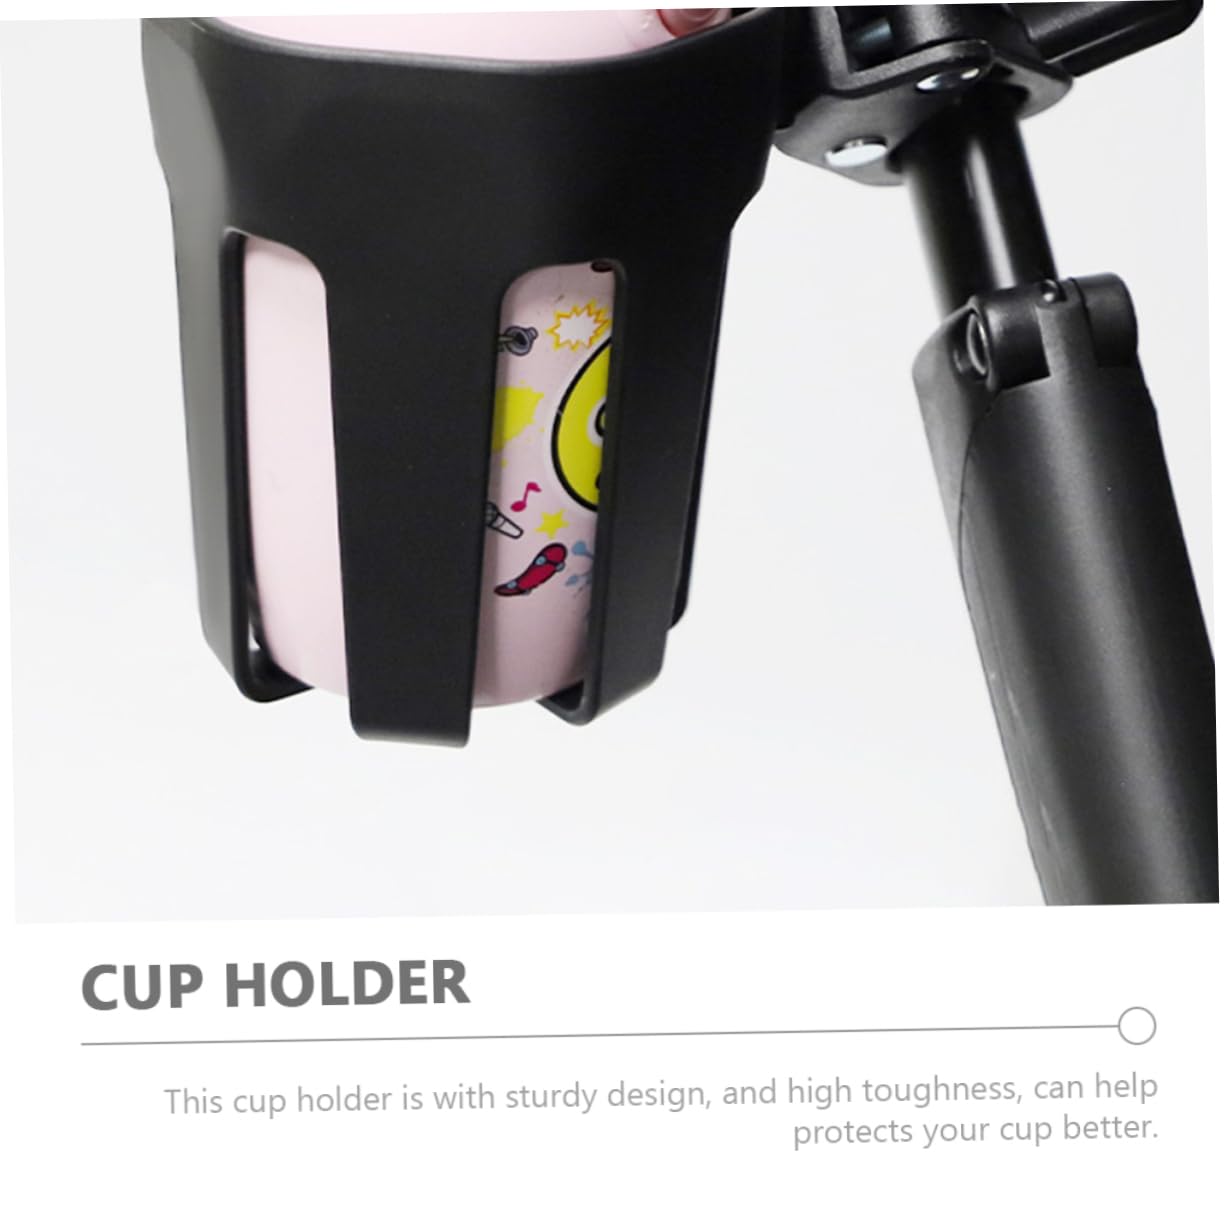 CUP HOLDER
This cup holder is with sturdy design, and high toughness, can help
protects your cup better.